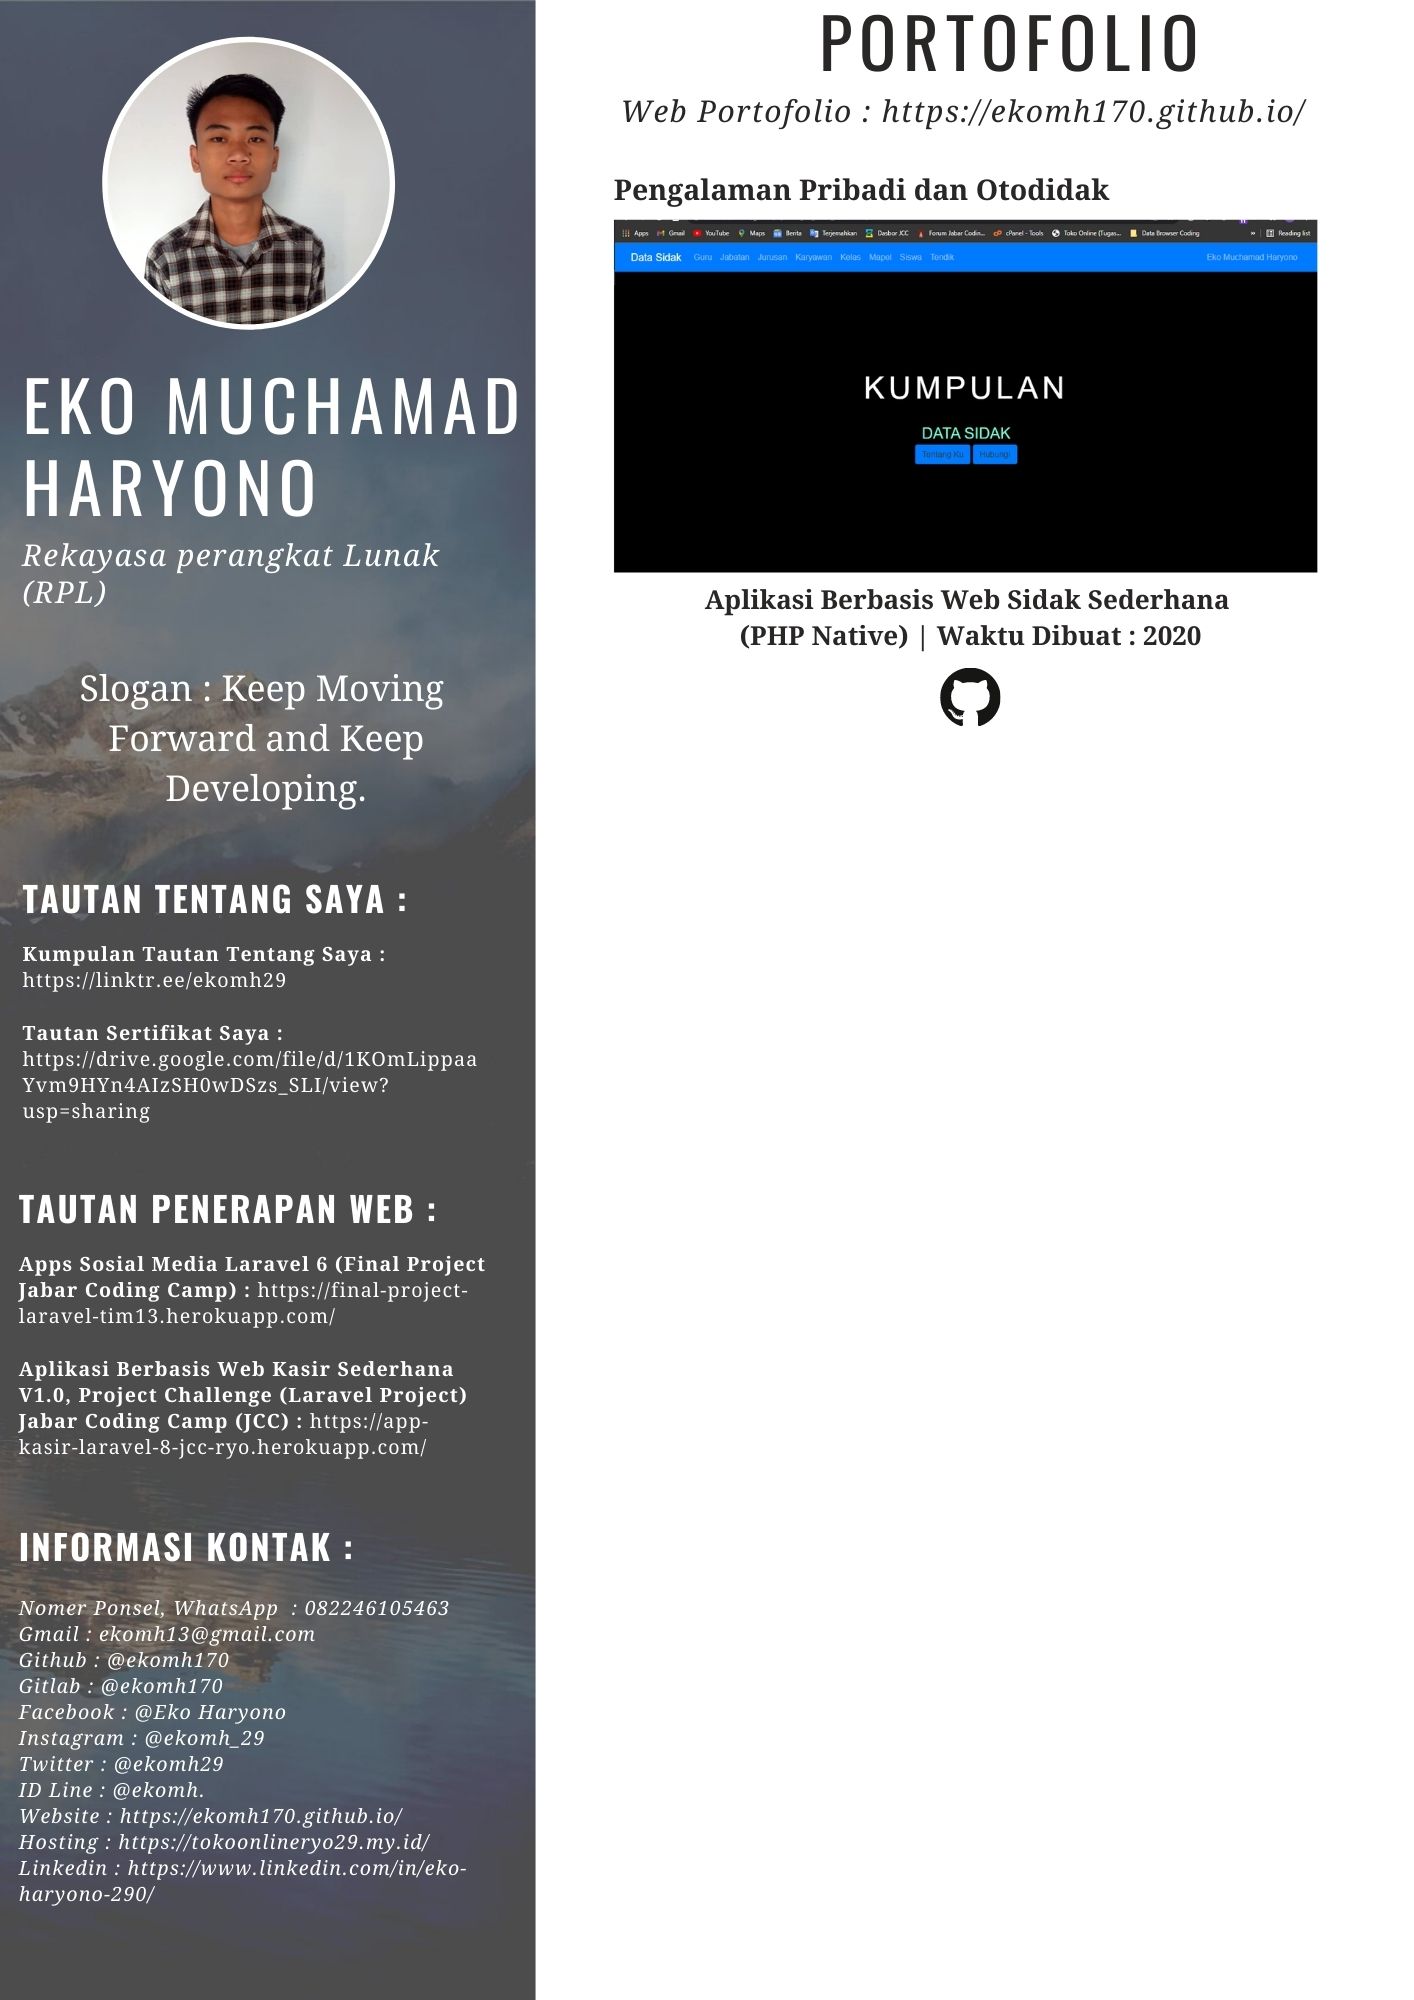 EKO MUCHAMAD
HARYONO
Rekayasa perangkat Lunak
(RPL)
Slogan : Keep Moving
Forward and Keep
Developing.
TAUTAN TENTANG SAYA :
Kumpulan Tautan Tentang Saya :
https://linktr.ee/ekomh29
Tautan Sertifikat Saya :
https://drive.google.com/file/d/1KOmLippaa
Yvm9HYn4AIzSH0wDSzs_SLI/view?
usp=sharing
TAUTAN PENERAPAN WEB :
Apps Sosial Media Laravel 6 (Final Project
Jabar Coding Camp) : https://final-project-
laravel-tim13.herokuapp.com/
Aplikasi Berbasis Web Kasir Sederhana
V1.0, Project Challenge (Laravel Project)
Jabar Coding Camp (JCC) : https://app-
kasir-laravel-8-jcc-ryo.herokuapp.com/
INFORMASI KONTAK :
Nomer Ponsel, WhatsApp  : 082246105463
Gmail : ekomh13@gmail.com
Github : @ekomh170
Gitlab : @ekomh170
Facebook : @Eko Haryono
Instagram : @ekomh_29
Twitter : @ekomh29
ID Line : @ekomh.
Website : https://ekomh170.github.io/
Hosting : https://tokoonlineryo29.my.id/
Linkedin : https://www.linkedin.com/in/eko-
haryono-290/
PORTOFOLIO
Web Portofolio : https://ekomh170.github.io/
Pengalaman Pribadi dan Otodidak
Apps Gmail YouTube Maps Berita Terjemahkan Dasbor JCC Forum Jabar Codin... cPanel - Tools Toko Online (Tugas... Data Browser Coding » Reading list
Data Sidak Guru Jabatan Jurusan Karyawan Kelas Mapel Siswa Tendik Eko Muchamad Haryono
KUMPULAN
DATA SIDAK
Tentang Ku Hubungi
Aplikasi Berbasis Web Sidak Sederhana
(PHP Native) | Waktu Dibuat : 2020